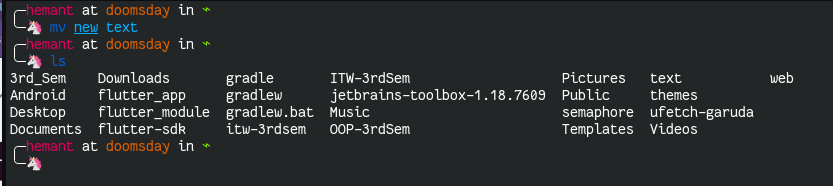 hemant at doomsday in ~
🦄 mv new text
hemant at doomsday in ~
🦄 ls
3rd_Sem Downloads gradle ITW-3rdSem Pictures text web
Android flutter_app gradlew jetbrains-toolbox-1.18.7609 Public themes
Desktop flutter_module gradlew.bat Music semaphore ufetch-garuda
Documents flutter-sdk itw-3rdsem OOP-3rdSem Templates Videos
hemant at doomsday in ~
🦄